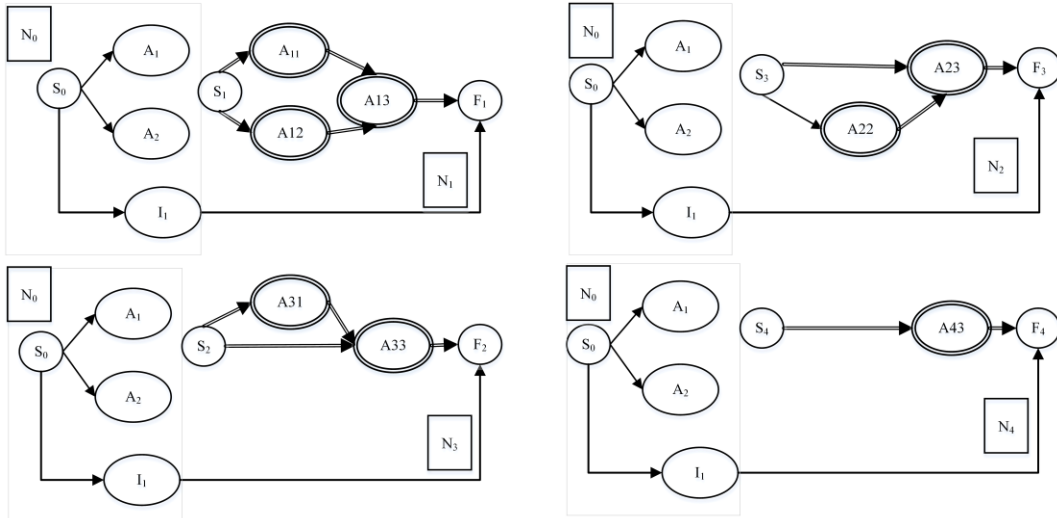 N₀
A₁
S₀
A₂
I₁
S₁
A₁₁
A12
A13
F₁
N₁
N₀
A₁
S₀
A₂
I₁
S₃
A22
A23
F₃
N₂
N₀
A₁
S₀
A₂
I₁
S₂
A31
A33
F₂
N₃
N₀
A₁
S₀
A₂
I₁
S₄
A43
F₄
N₄